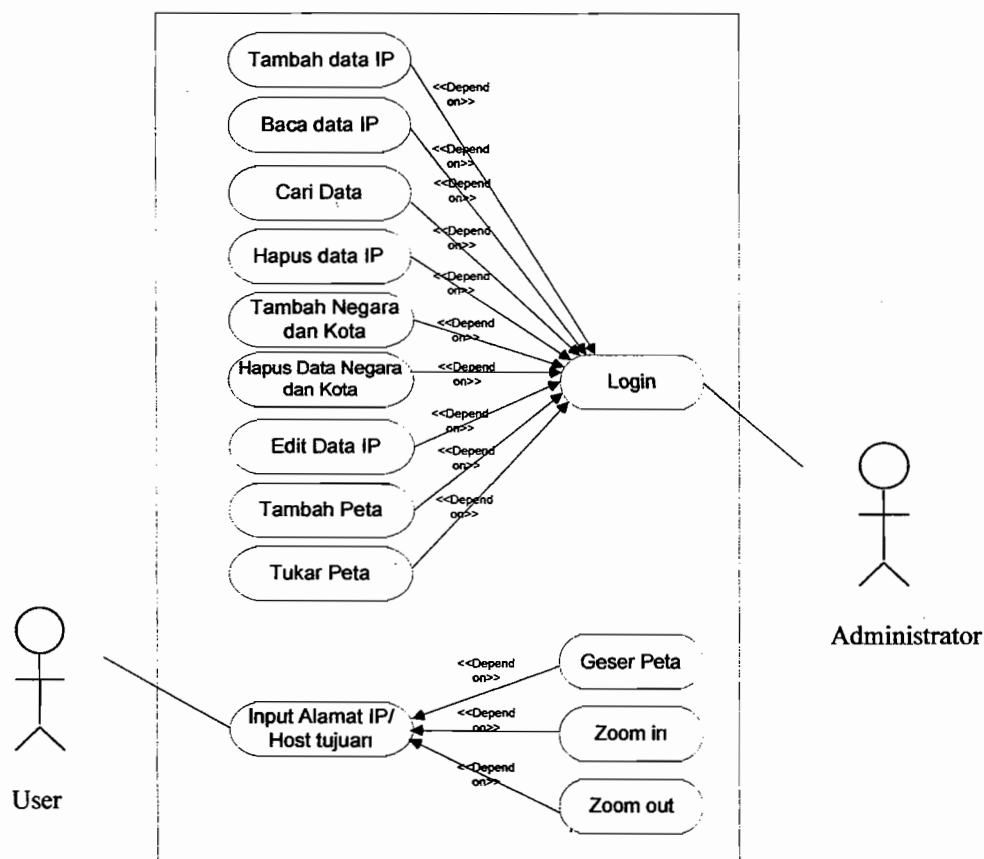 Tambah data IP
<<Depend
on>>
Baca data IP
<<Depend
on>>
Cari Data
<<Depend
on>>
Hapus data IP
<<Depend
on>>
<<Depend
on>>
Tambah Negara
dan Kota
<<Depend
on>>
Hapus Data Negara
dan Kota
<<Depend
on>>
Login
Edit Data IP
<<Depend
on>>
<<Depend
on>>
Tambah Peta
<<Depend
on>>
Tukar Peta
Administrator
Geser Peta
<<Depend
on>>
Input Alamat IP/
Host tujuan
<<Depend
on>>
Zoom in
<<Depend
on>>
Zoom out
User